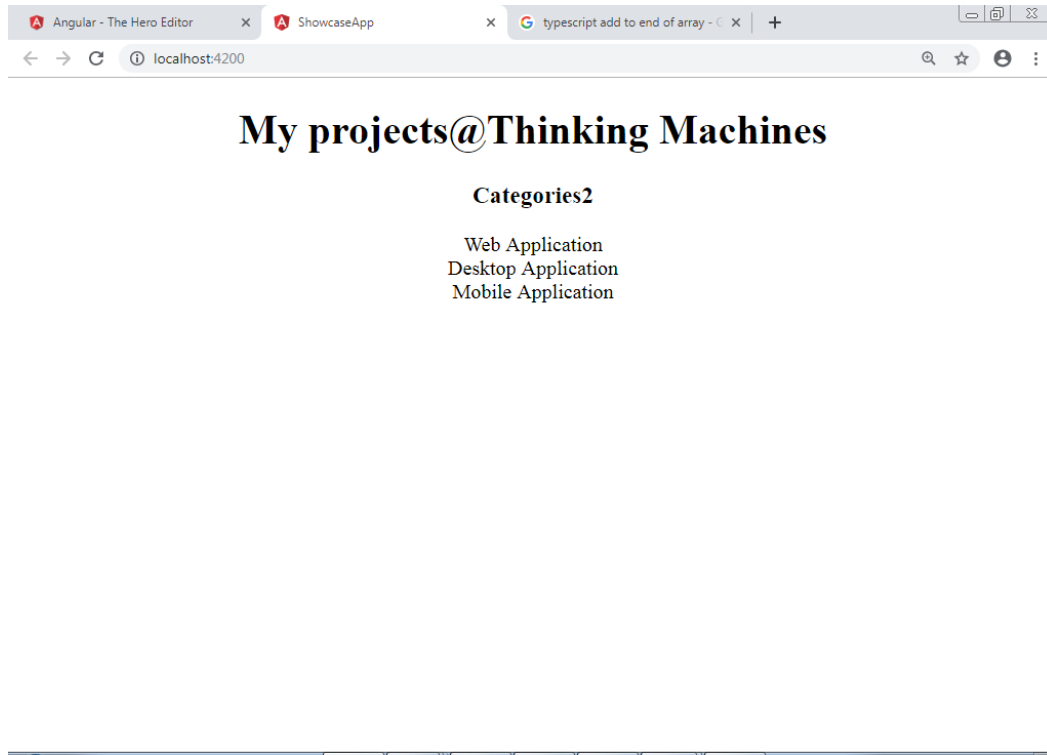 Angular - The Hero Editor
ShowcaseApp
typescript add to end of array - G
localhost:4200
My projects@Thinking Machines
Categories2
Web Application
Desktop Application
Mobile Application